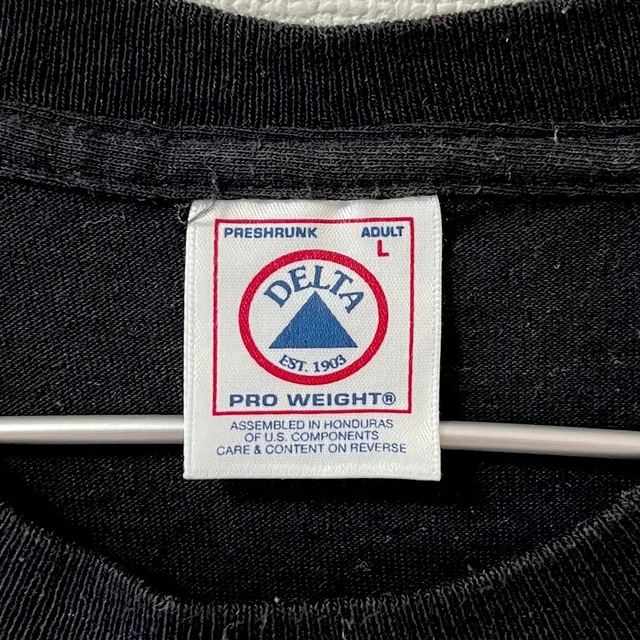 PRESHRUNK ADULT
L
DELTA
EST. 1903
PRO WEIGHT®
ASSEMBLED IN HONDURAS
OF U.S. COMPONENTS
CARE & CONTENT ON REVERSE